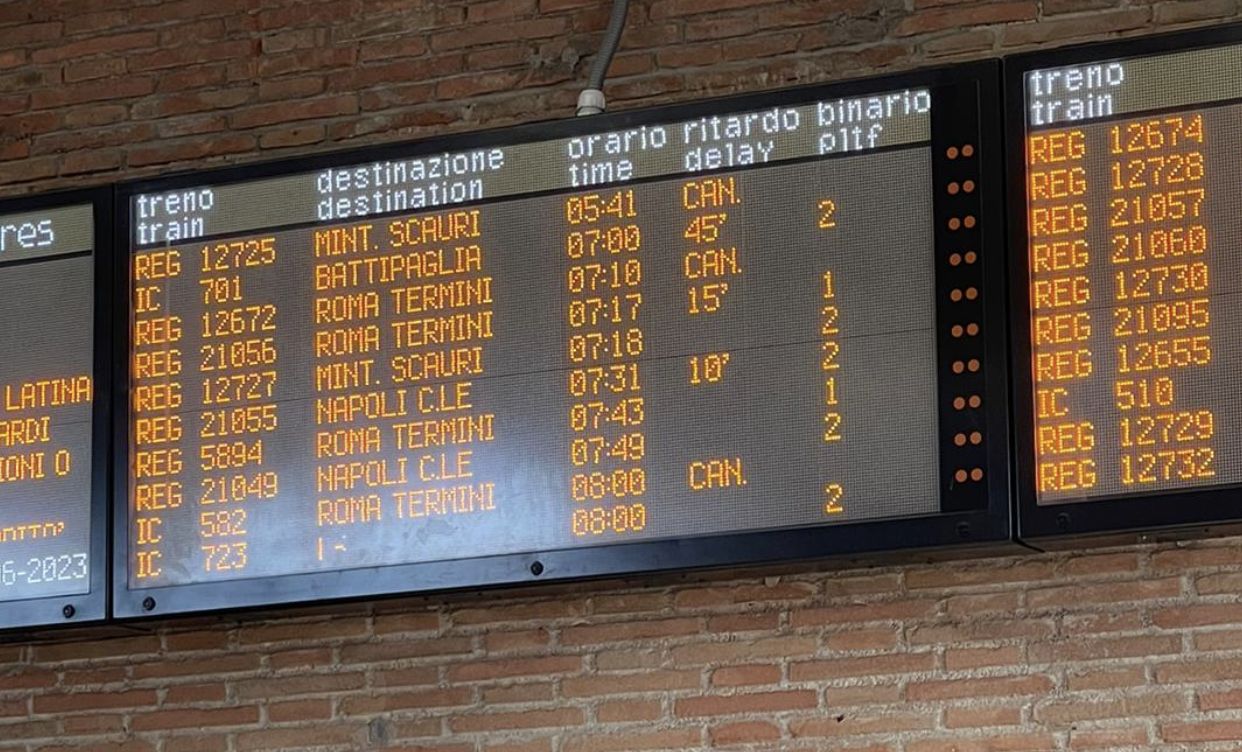 res
LATINA
ARDI
IONI O
6-2023
treno destinazione orario ritardo binario
train destination time delay pltf
REG 12725 MINT. SCAURI 05:41 CAN.
IC 701 BATTIPAGLIA 07:00 45' 2
REG 12672 ROMA TERMINI 07:10 CAN.
REG 21056 ROMA TERMINI 07:17 15' 1
REG 12727 MINT. SCAURI 07:18 2
REG 21055 NAPOLI C.LE 07:31 10' 2
REG 5894 ROMA TERMINI 07:43 1
REG 21049 NAPOLI C.LE 07:49 2
IC 582 ROMA TERMINI 08:00 CAN.
IC 723 08:00 2
treno
train
REG 12674
REG 12728
REG 21057
REG 21060
REG 12730
REG 21095
REG 12655
IC 510
REG 12729
REG 12732